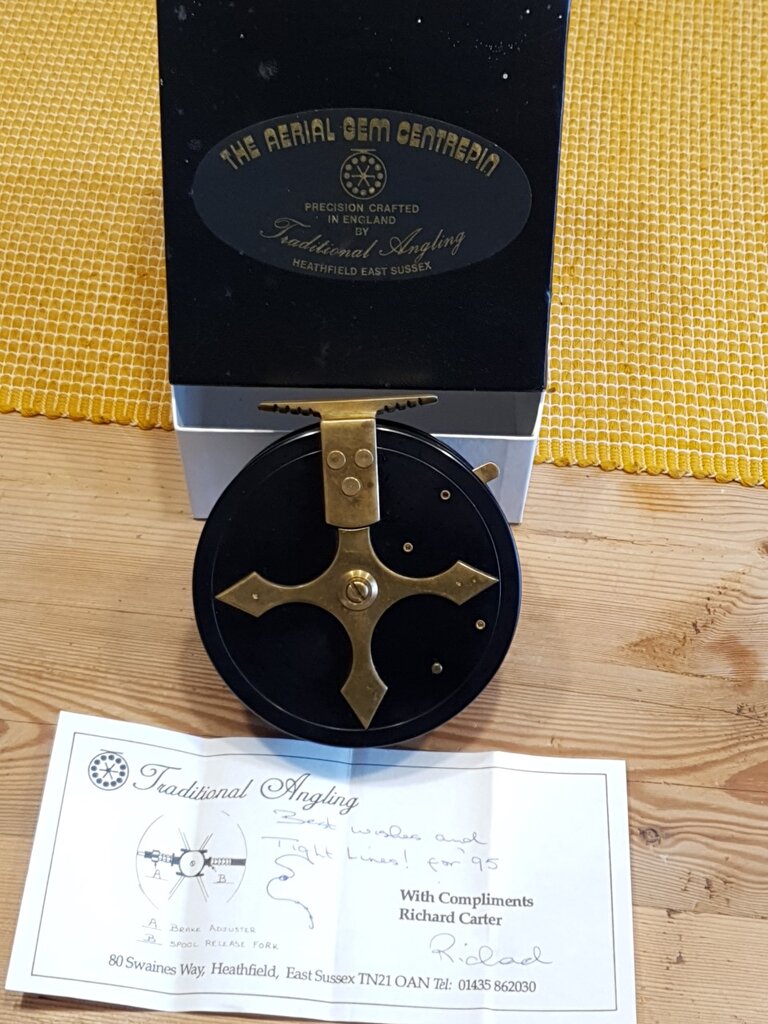 THE AERIAL GEM CENTREPIN
PRECISION CRAFTED
IN ENGLAND
BY
Traditional Angling
HEATHFIELD EAST SUSSEX
Traditional Angling
Best wishes and
Tight Lines! for '95
A
B
With Compliments
Richard Carter
A BRAKE ADJUSTER
B SPOOL RELEASE FORK
Richard
80 Swaines Way, Heathfield, East Sussex TN21 OAN Tel: 01435 862030